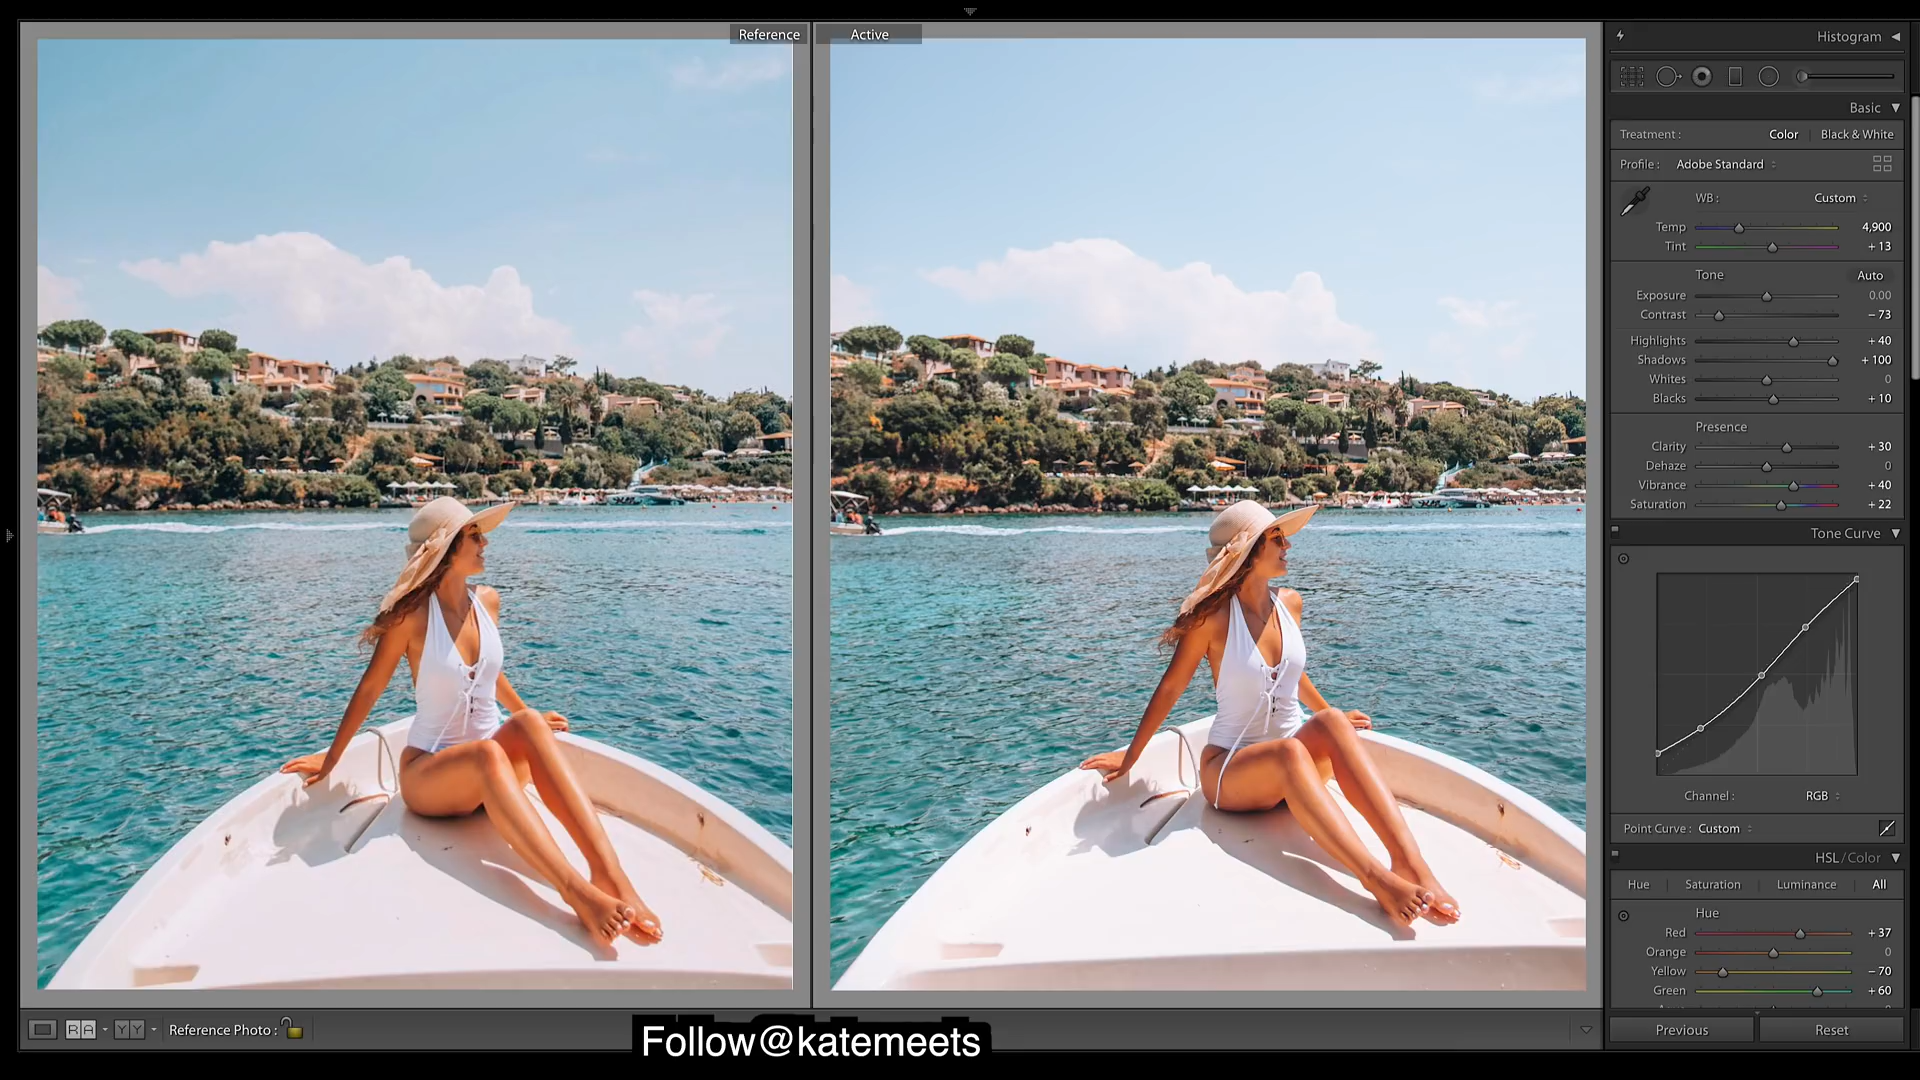 Reference
Active
Histogram
Basic
Treatment :
Color
Black & White
Profile :
Adobe Standard
WB :
Custom
Temp
4,900
Tint
+ 13
Tone
Auto
Exposure
0.00
Contrast
– 73
Highlights
+ 40
Shadows
+ 100
Whites
0
Blacks
+ 10
Presence
Clarity
+ 30
Dehaze
0
Vibrance
+ 40
Saturation
+ 22
Tone Curve
Channel :
RGB
Point Curve :
Custom
HSL / Color
Hue
Saturation
Luminance
All
Hue
Red
+ 37
Orange
0
Yellow
– 70
Green
+ 60
R A
Y Y
Reference Photo :
Previous
Reset
Follow@katemeets